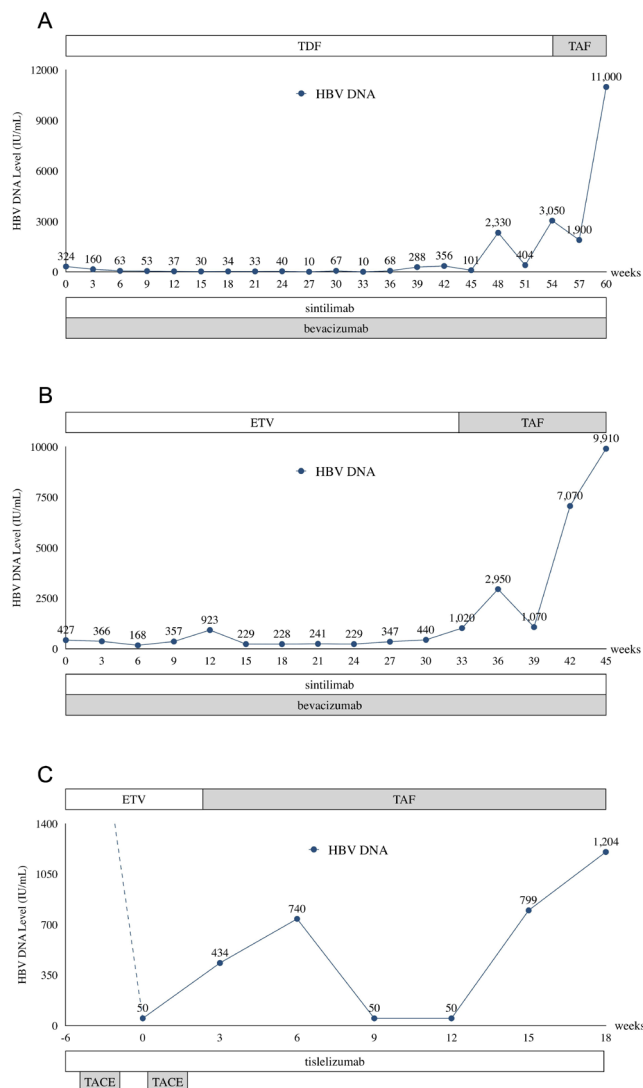 A
TDF TAF
12000
9000
6000
3000
0
HBV DNA Level (IU/mL)
HBV DNA
324 160 63 53 37 30 34 33 40 10 67 10 68 288 356 101 2,330 404 3,050 1,900 11,000
0 3 6 9 12 15 18 21 24 27 30 33 36 39 42 45 48 51 54 57 60 weeks
sintilimab
bevacizumab
B
ETV TAF
10000
7500
5000
2500
0
HBV DNA Level (IU/mL)
HBV DNA
427 366 168 357 923 229 228 241 229 347 440 1,020 2,950 1,070 7,070 9,910
0 3 6 9 12 15 18 21 24 27 30 33 36 39 42 45 weeks
sintilimab
bevacizumab
C
ETV TAF
1400
1050
700
350
0
HBV DNA Level (IU/mL)
HBV DNA
50 434 740 50 50 799 1,204
-6 0 3 6 9 12 15 18 weeks
tislelizumab
TACE TACE